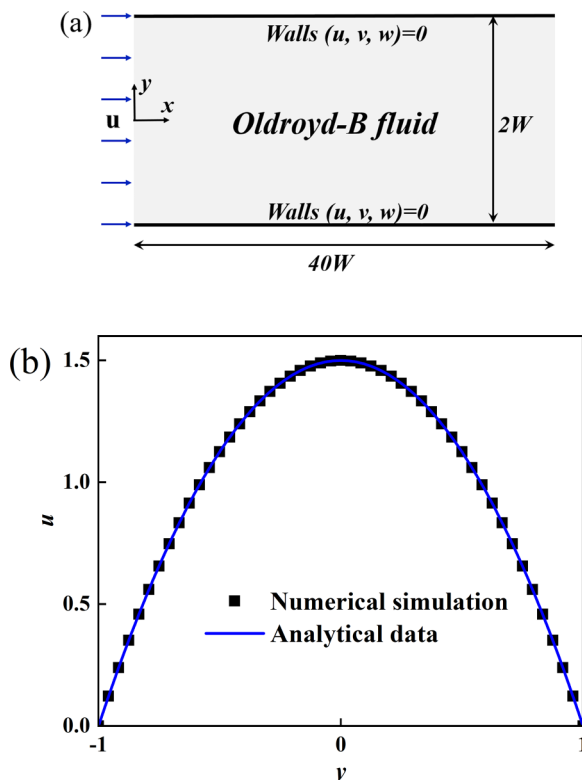 (a)
Walls (u, v, w)=0
y
u
x
Oldroyd-B fluid
2W
Walls (u, v, w)=0
40W
(b)
1.5
1.0
u
0.5
Numerical simulation
Analytical data
0.0
-1
0
1
y